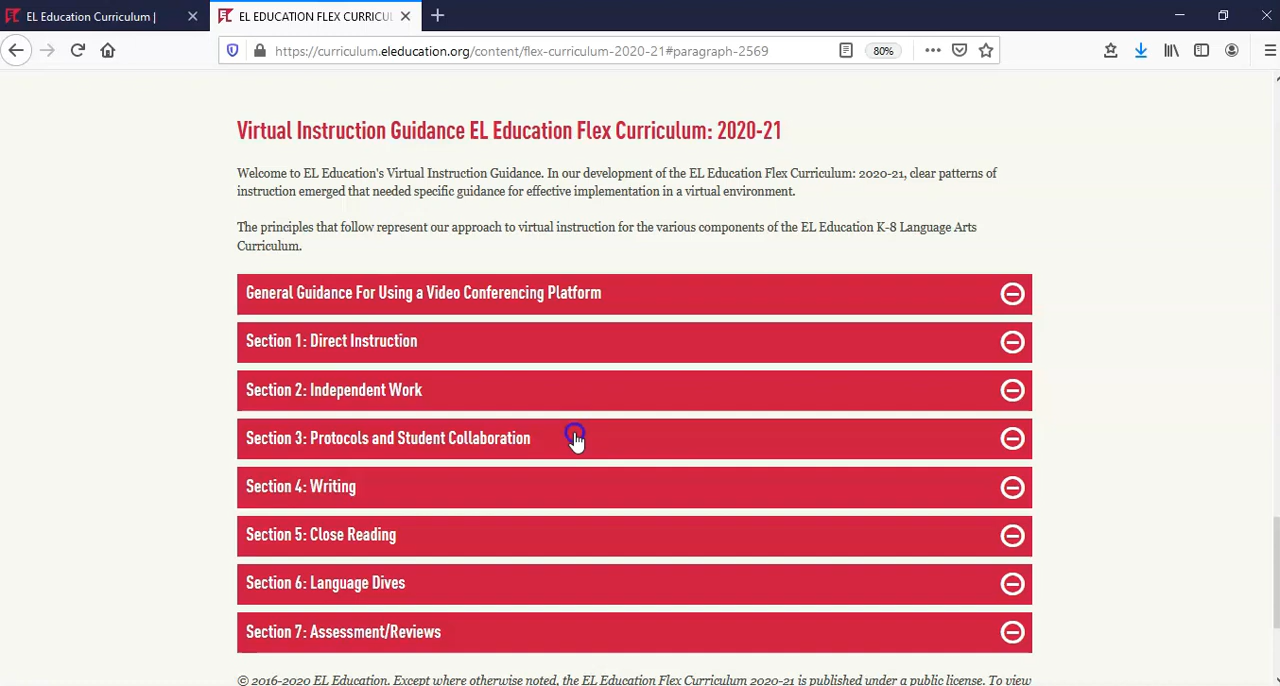 EL Education Curriculum |
EL EDUCATION FLEX CURRICUL
https://curriculum.eleducation.org/content/flex-curriculum-2020-21#paragraph-2569
80%
Virtual Instruction Guidance EL Education Flex Curriculum: 2020-21
Welcome to EL Education's Virtual Instruction Guidance. In our development of the EL Education Flex Curriculum: 2020-21, clear patterns of
instruction emerged that needed specific guidance for effective implementation in a virtual environment.
The principles that follow represent our approach to virtual instruction for the various components of the EL Education K-8 Language Arts
Curriculum.
General Guidance For Using a Video Conferencing Platform
Section 1: Direct Instruction
Section 2: Independent Work
Section 3: Protocols and Student Collaboration
Section 4: Writing
Section 5: Close Reading
Section 6: Language Dives
Section 7: Assessment/Reviews
© 2016-2020 EL Education. Except where otherwise noted, the EL Education Flex Curriculum 2020-21 is published under a public license. To view